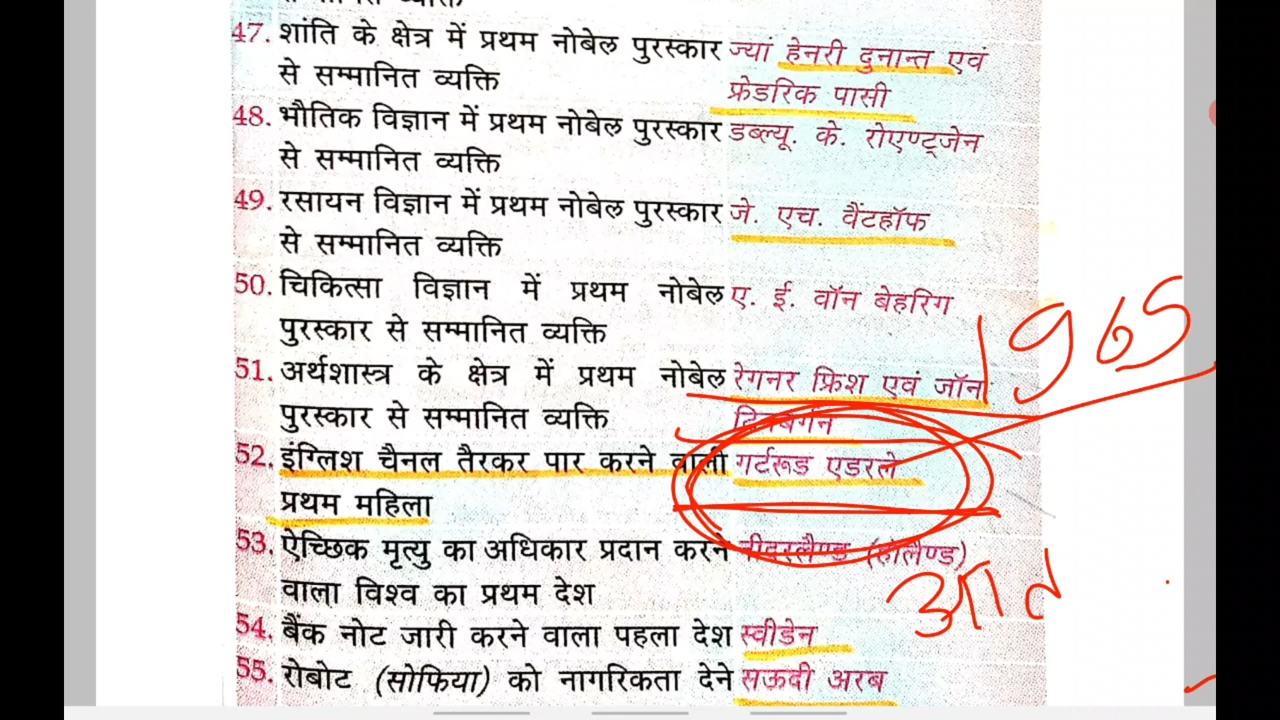 47. शांति के क्षेत्र में प्रथम नोबेल पुरस्कार ज्यां हेनरी दुनान्त एवं
से सम्मानित व्यक्ति फ्रेडरिक पासी
48. भौतिक विज्ञान में प्रथम नोबेल पुरस्कार डब्ल्यू. के. रोएण्ट्जेन
से सम्मानित व्यक्ति
49. रसायन विज्ञान में प्रथम नोबेल पुरस्कार जे. एच. वैंटहॉफ
से सम्मानित व्यक्ति
50. चिकित्सा विज्ञान में प्रथम नोबेल ए. ई. वॉन बेहरिग
पुरस्कार से सम्मानित व्यक्ति
1965
51. अर्थशास्त्र के क्षेत्र में प्रथम नोबेल रेगनर फ्रिश एवं जॉन
पुरस्कार से सम्मानित व्यक्ति
52. इंग्लिश चैनल तैरकर पार करने वाली गर्टरूड एडरले
प्रथम महिला
53. ऐच्छिक मृत्यु का अधिकार प्रदान करने नीदरलैण्ड (हॉलैण्ड)
वाला विश्व का प्रथम देश
54. बैंक नोट जारी करने वाला पहला देश स्वीडेन
55. रोबोट (सोफिया) को नागरिकता देने सऊदी अरब